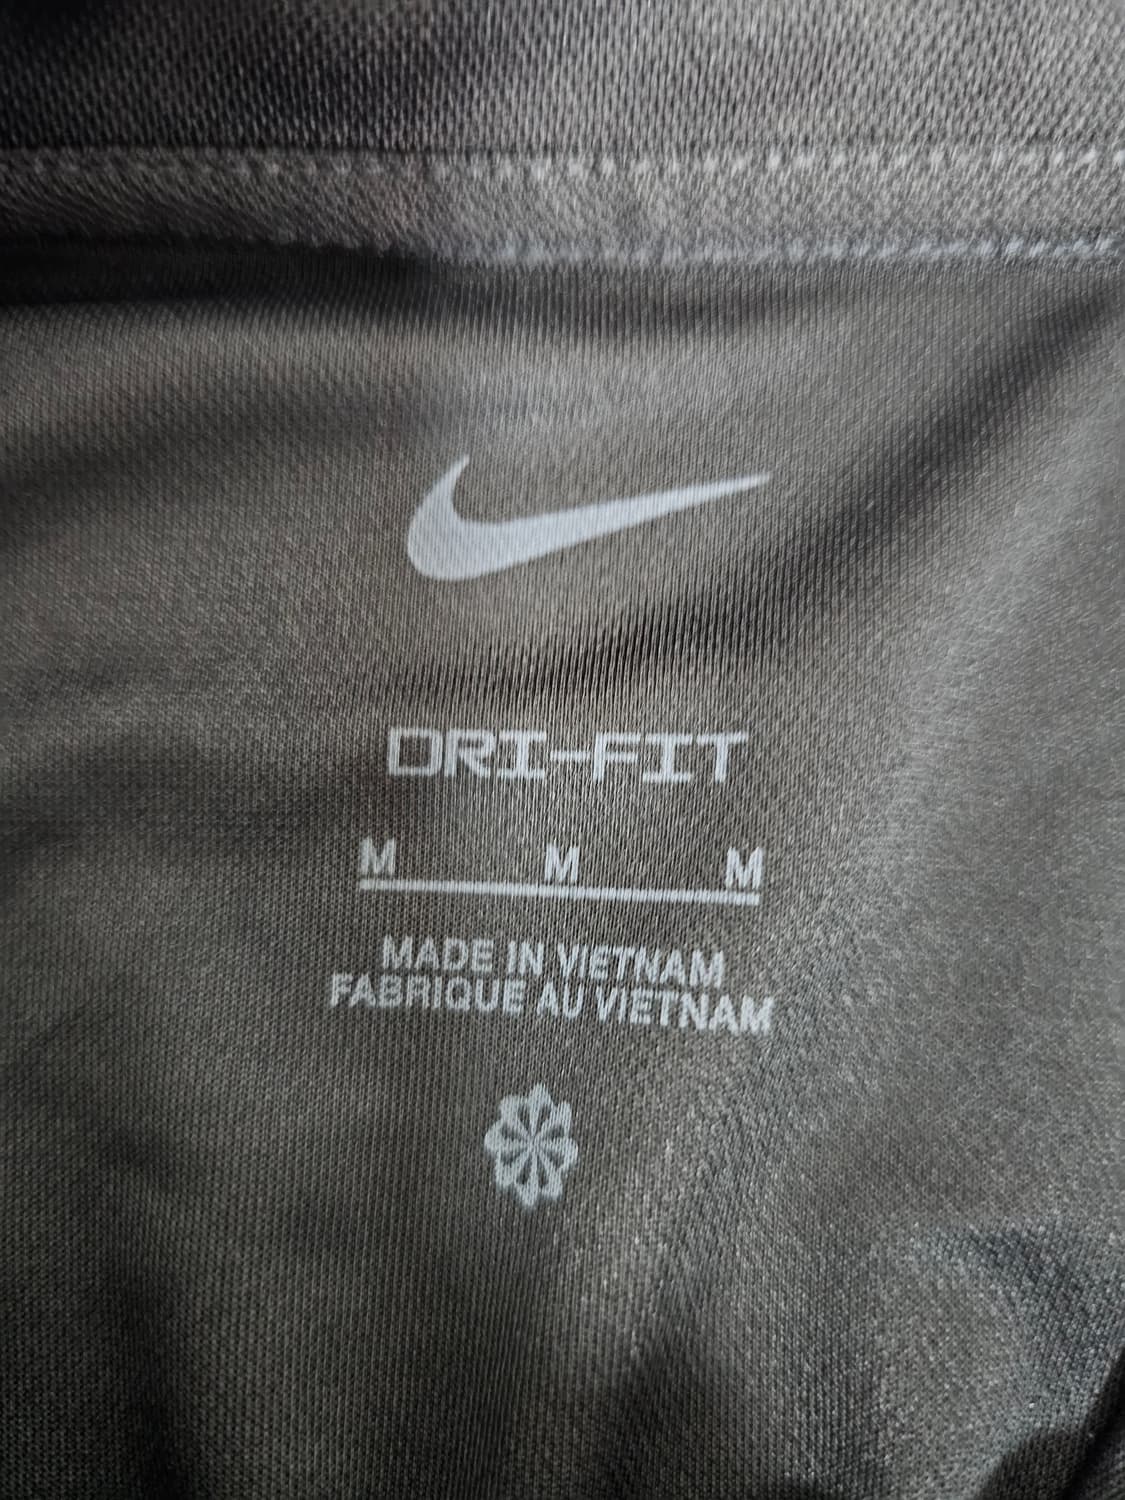 DRI-FIT
M M M
MADE IN VIETNAM
FABRIQUE AU VIETNAM